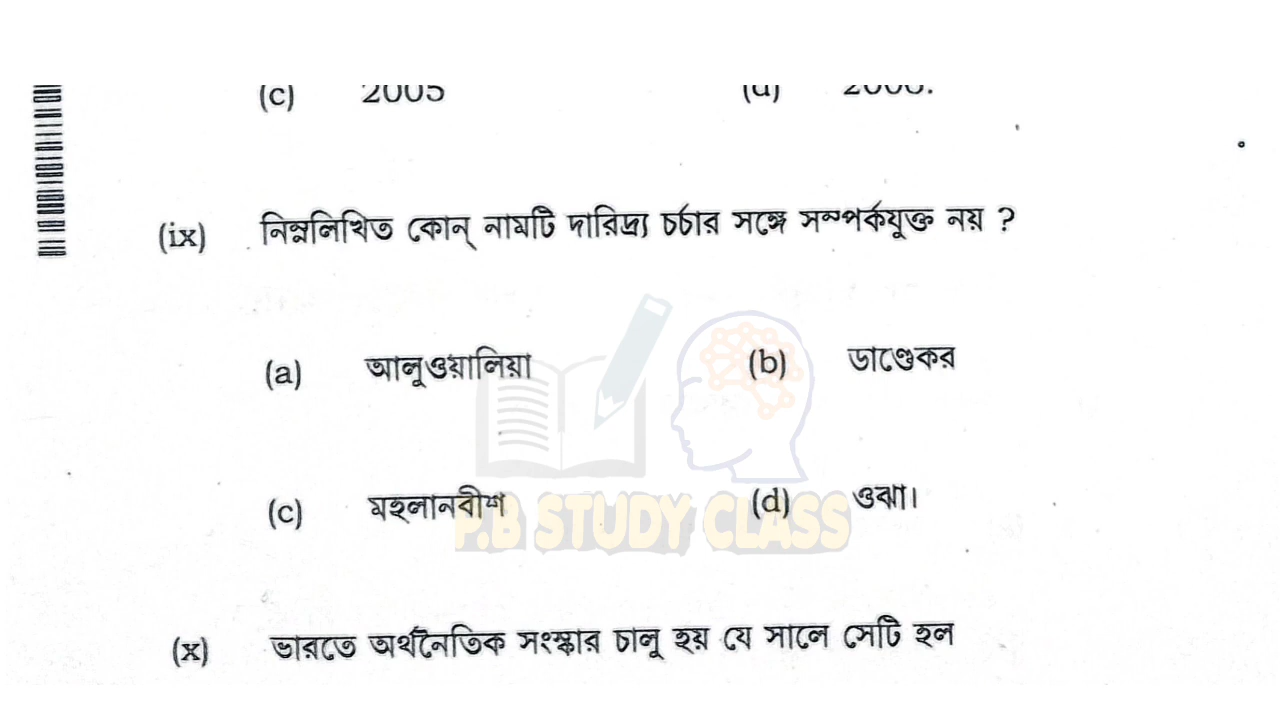 (c) 2005 (d)
(ix) নিম্নলিখিত কোন্ নামটি দারিদ্র্য চর্চার সঙ্গে সম্পর্কযুক্ত নয় ?
(a) আলুওয়ালিয়া (b) ডাণ্ডেকর
(c) মহলানবীশ (d) ওঝা।
P.B STUDY CLASS
(x) ভারতে অর্থনৈতিক সংস্কার চালু হয় যে সালে সেটি হল